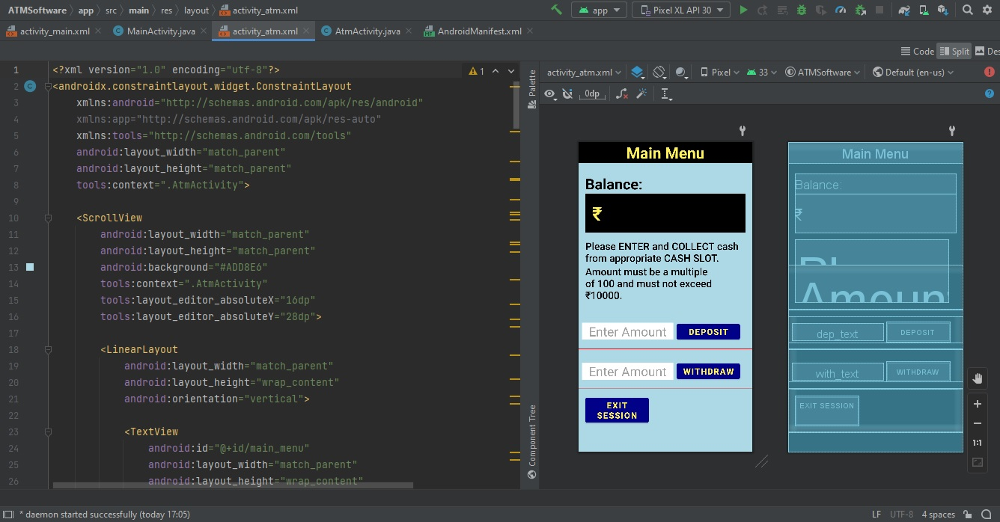 ATMSoftware app src main res layout activity_atm.xml
app Pixel XL API 30
activity_main.xml MainActivity.java activity_atm.xml AtmActivity.java AndroidManifest.xml
Code Split Des
1 <?xml version="1.0" encoding="utf-8"?>
1
2 <androidx.constraintlayout.widget.ConstraintLayout
3 xmlns:android="http://schemas.android.com/apk/res/android"
4 xmlns:app="http://schemas.android.com/apk/res-auto"
5 xmlns:tools="http://schemas.android.com/tools"
6 android:layout_width="match_parent"
7 android:layout_height="match_parent"
8 tools:context=".AtmActivity">
9
10 <ScrollView
11 android:layout_width="match_parent"
12 android:layout_height="match_parent"
13 android:background="#ADD8E6"
14 tools:context=".AtmActivity"
15 tools:layout_editor_absoluteX="16dp"
16 tools:layout_editor_absoluteY="28dp">
17
18 <LinearLayout
19 android:layout_width="match_parent"
20 android:layout_height="wrap_content"
21 android:orientation="vertical">
22
23 <TextView
24 android:id="@+id/main_menu"
25 android:layout_width="match_parent"
26 android:layout_height="wrap_content"
Palette
Component Tree
activity_atm.xml Pixel 33 ATMSoftware Default (en-us)
0dp
Main Menu
Balance:
₹
Please ENTER and COLLECT cash
from appropriate CASH SLOT.
Amount must be a multiple
of 100 and must not exceed
₹10000.
Enter Amount DEPOSIT
Enter Amount WITHDRAW
EXIT
SESSION
Main Menu
Balance:
₹
Pl
Amoun
dep_text DEPOSIT
with_text WITHDRAW
EXIT SESSION
1:1
* daemon started successfully (today 17:05)
LF UTF-8 4 spaces